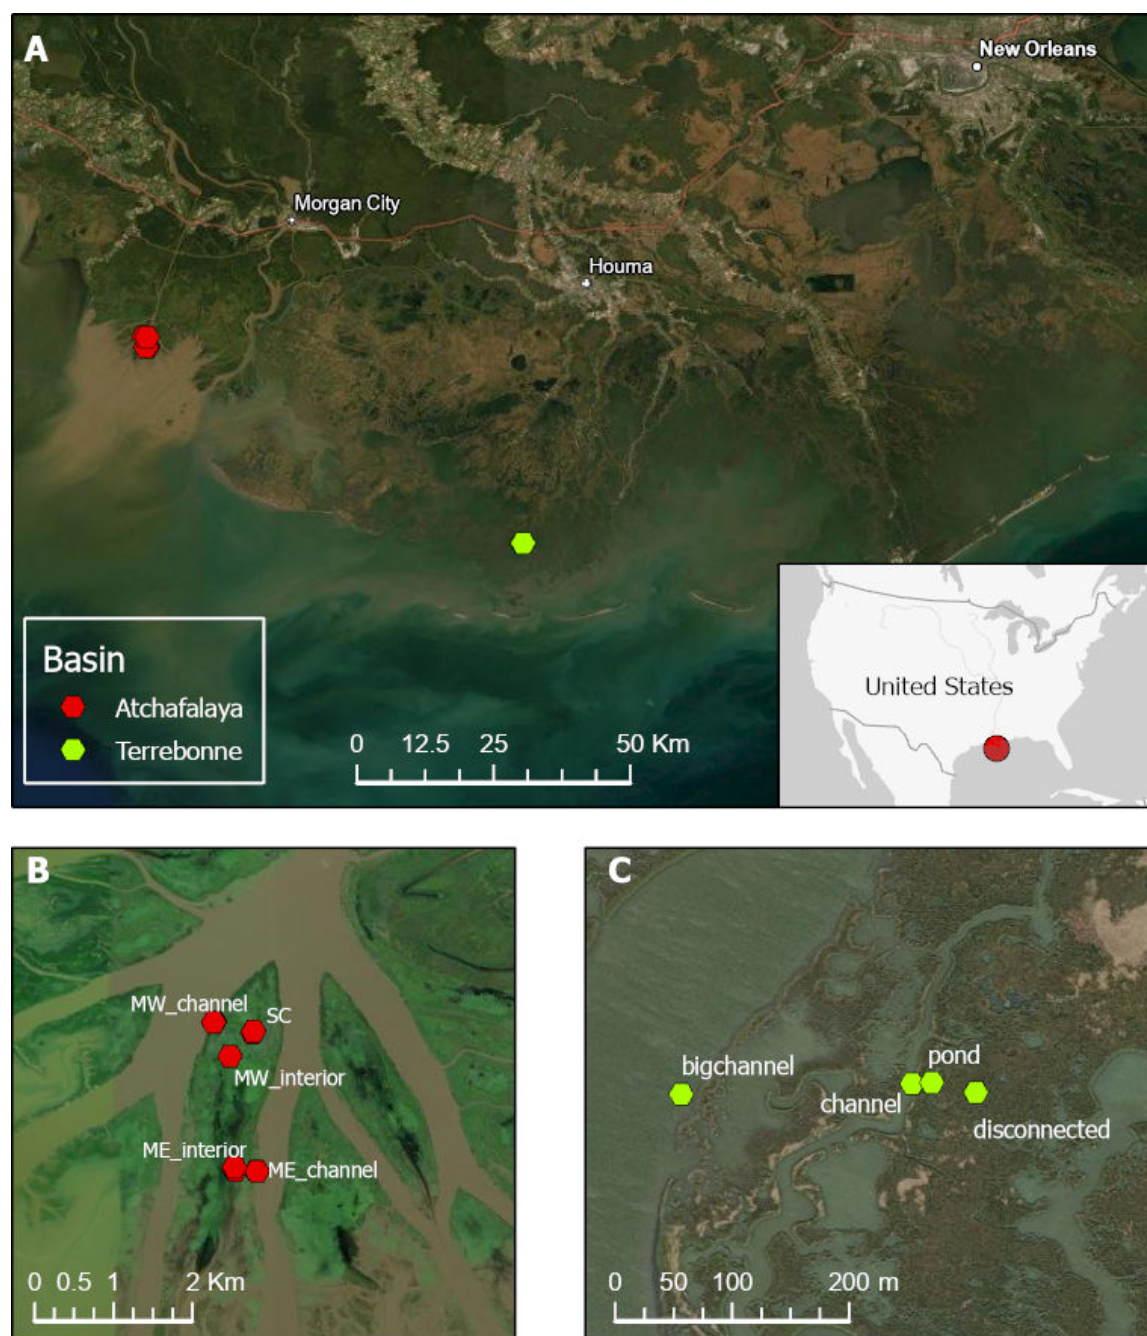 A
New Orleans
Morgan City
Houma
Basin
Atchafalaya
Terrebonne
0 12.5 25 50 Km
United States
B
MW_channel
SC
MW_interior
ME_interior
ME_channel
0 0.5 1 2 Km
C
bigchannel
pond
channel
disconnected
0 50 100 200 m